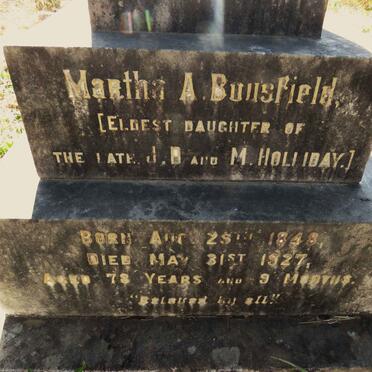 Martha A. Bunsfield,
[Eldest daughter of
the late J. D. and M. Holliday.]
Born Aug 25th 1848,
Died May 31st 1927,
Aged 78 Years and 9 Months.
"Beloved by all"